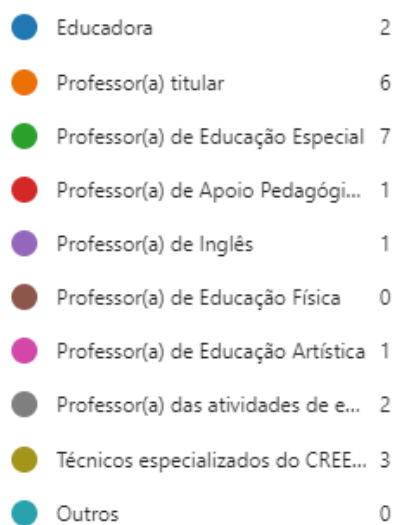 Educadora 2
Professor(a) titular 6
Professor(a) de Educação Especial 7
Professor(a) de Apoio Pedagógi... 1
Professor(a) de Inglês 1
Professor(a) de Educação Física 0
Professor(a) de Educação Artística 1
Professor(a) das atividades de e... 2
Técnicos especializados do CREE... 3
Outros 0